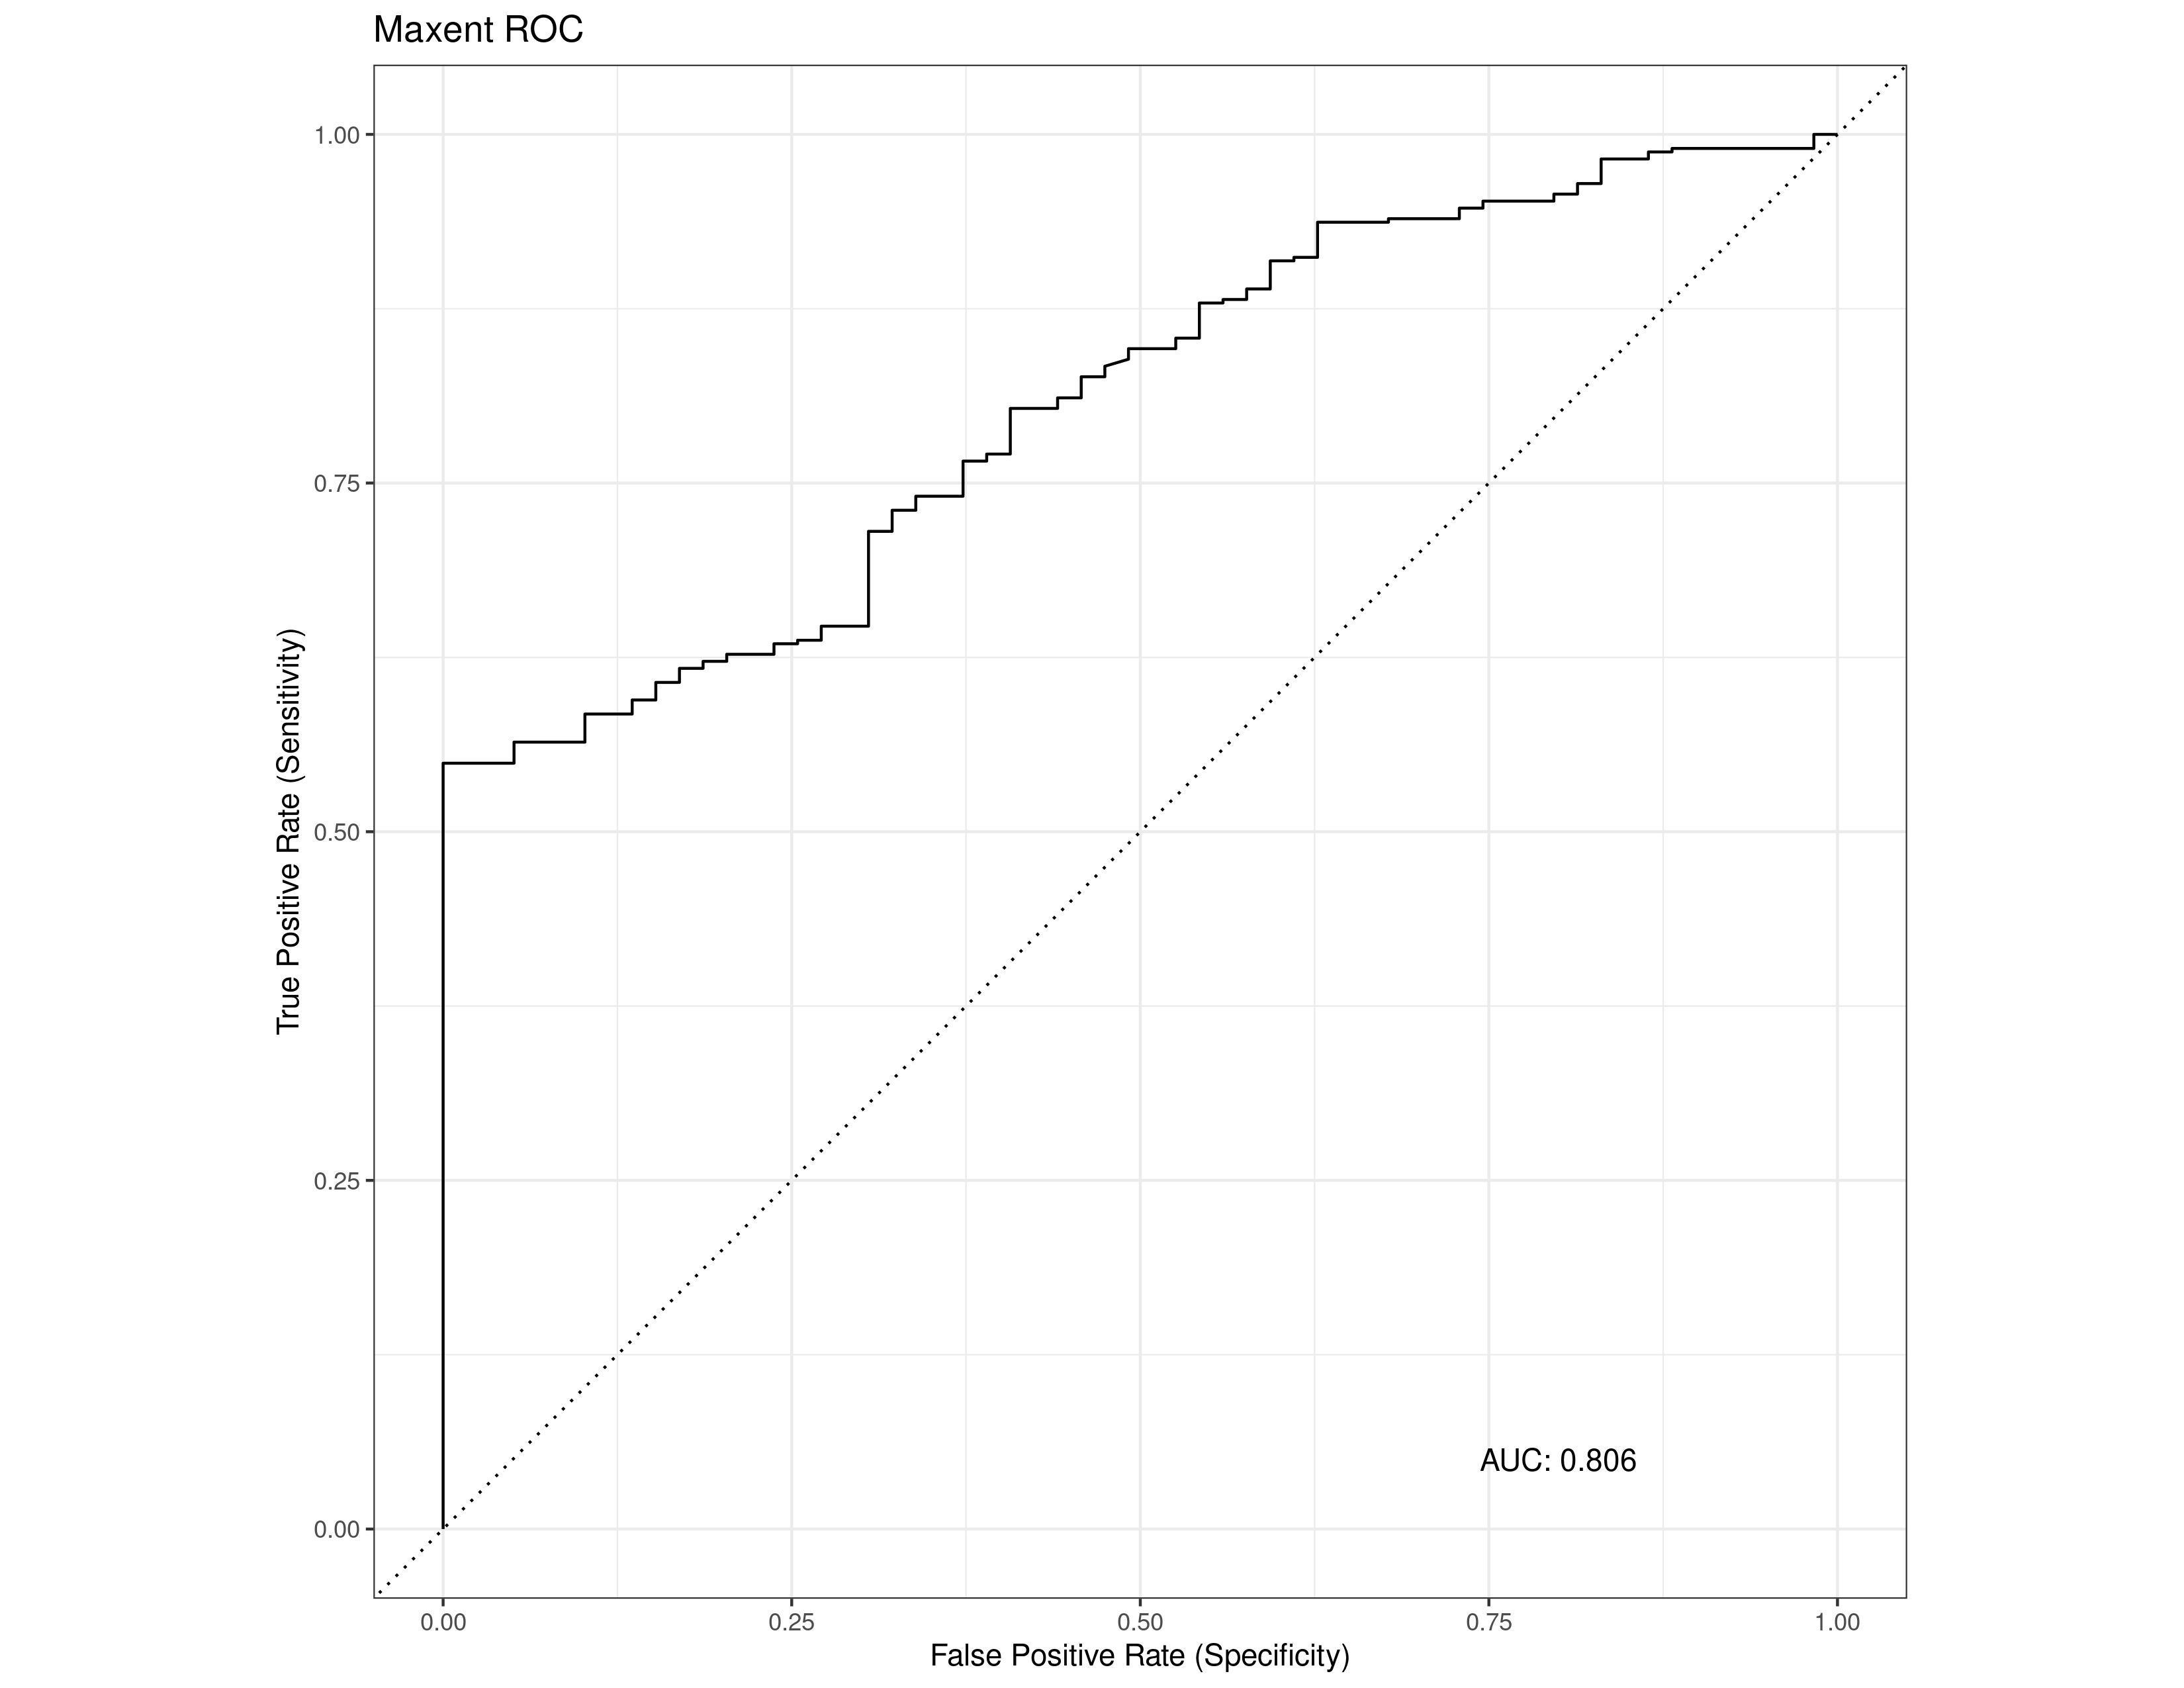 Maxent ROC
True Positive Rate (Sensitivity)
1.00
0.75
0.50
0.25
0.00
AUC: 0.806
0.00 0.25 0.50 0.75 1.00
False Positive Rate (Specificity)